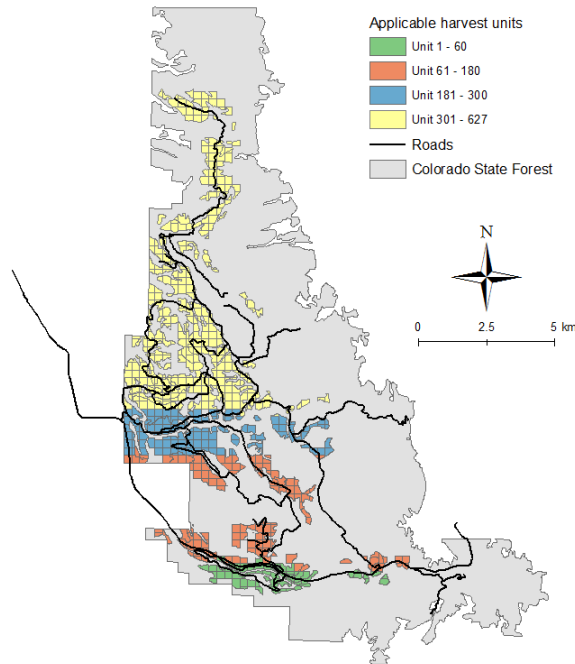 Applicable harvest units
Unit 1 - 60
Unit 61 - 180
Unit 181 - 300
Unit 301 - 627
Roads
Colorado State Forest
N
0 2.5 5 km